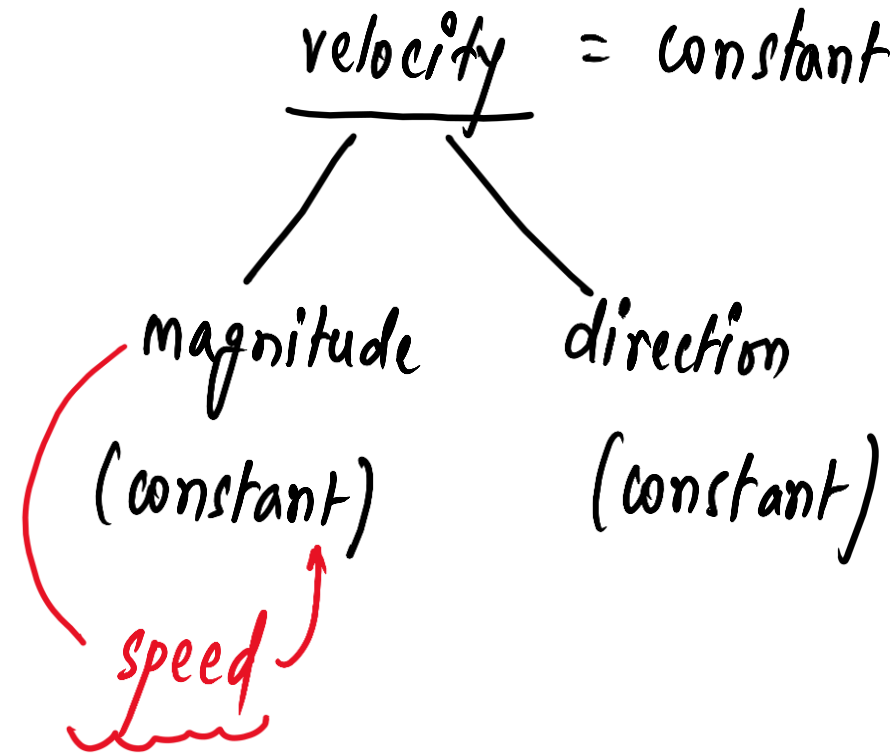 velocity = constant
magnitude direction
(constant) (constant)
speed